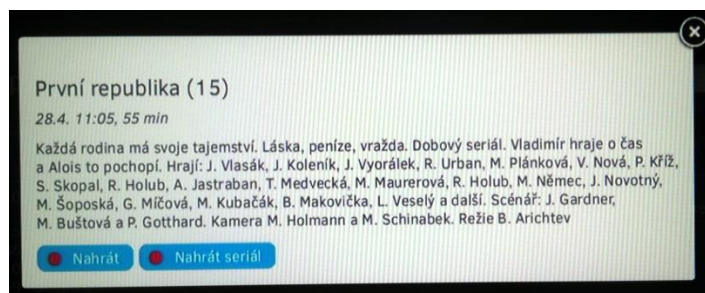 První republika (15)
28.4. 11:05, 55 min
Každá rodina má svoje tajemství. Láska, peníze, vražda. Dobový seriál. Vladimír hraje o čas
a Alois to pochopí. Hrají: J. Vlasák, J. Koleník, J. Vyorálek, R. Urban, M. Plánková, V. Nová, P. Kříž,
S. Skopal, R. Holub, A. Jastraban, T. Medvecká, M. Maurerová, R. Holub, M. Němec, J. Novotný,
M. Šoposká, G. Míčová, M. Kubačák, B. Makovička, L. Veselý a další. Scénář: J. Gardner,
M. Buštová a P. Gotthard. Kamera M. Holmann a M. Schinabek. Režie B. Arichtev
Nahrát Nahrát seriál